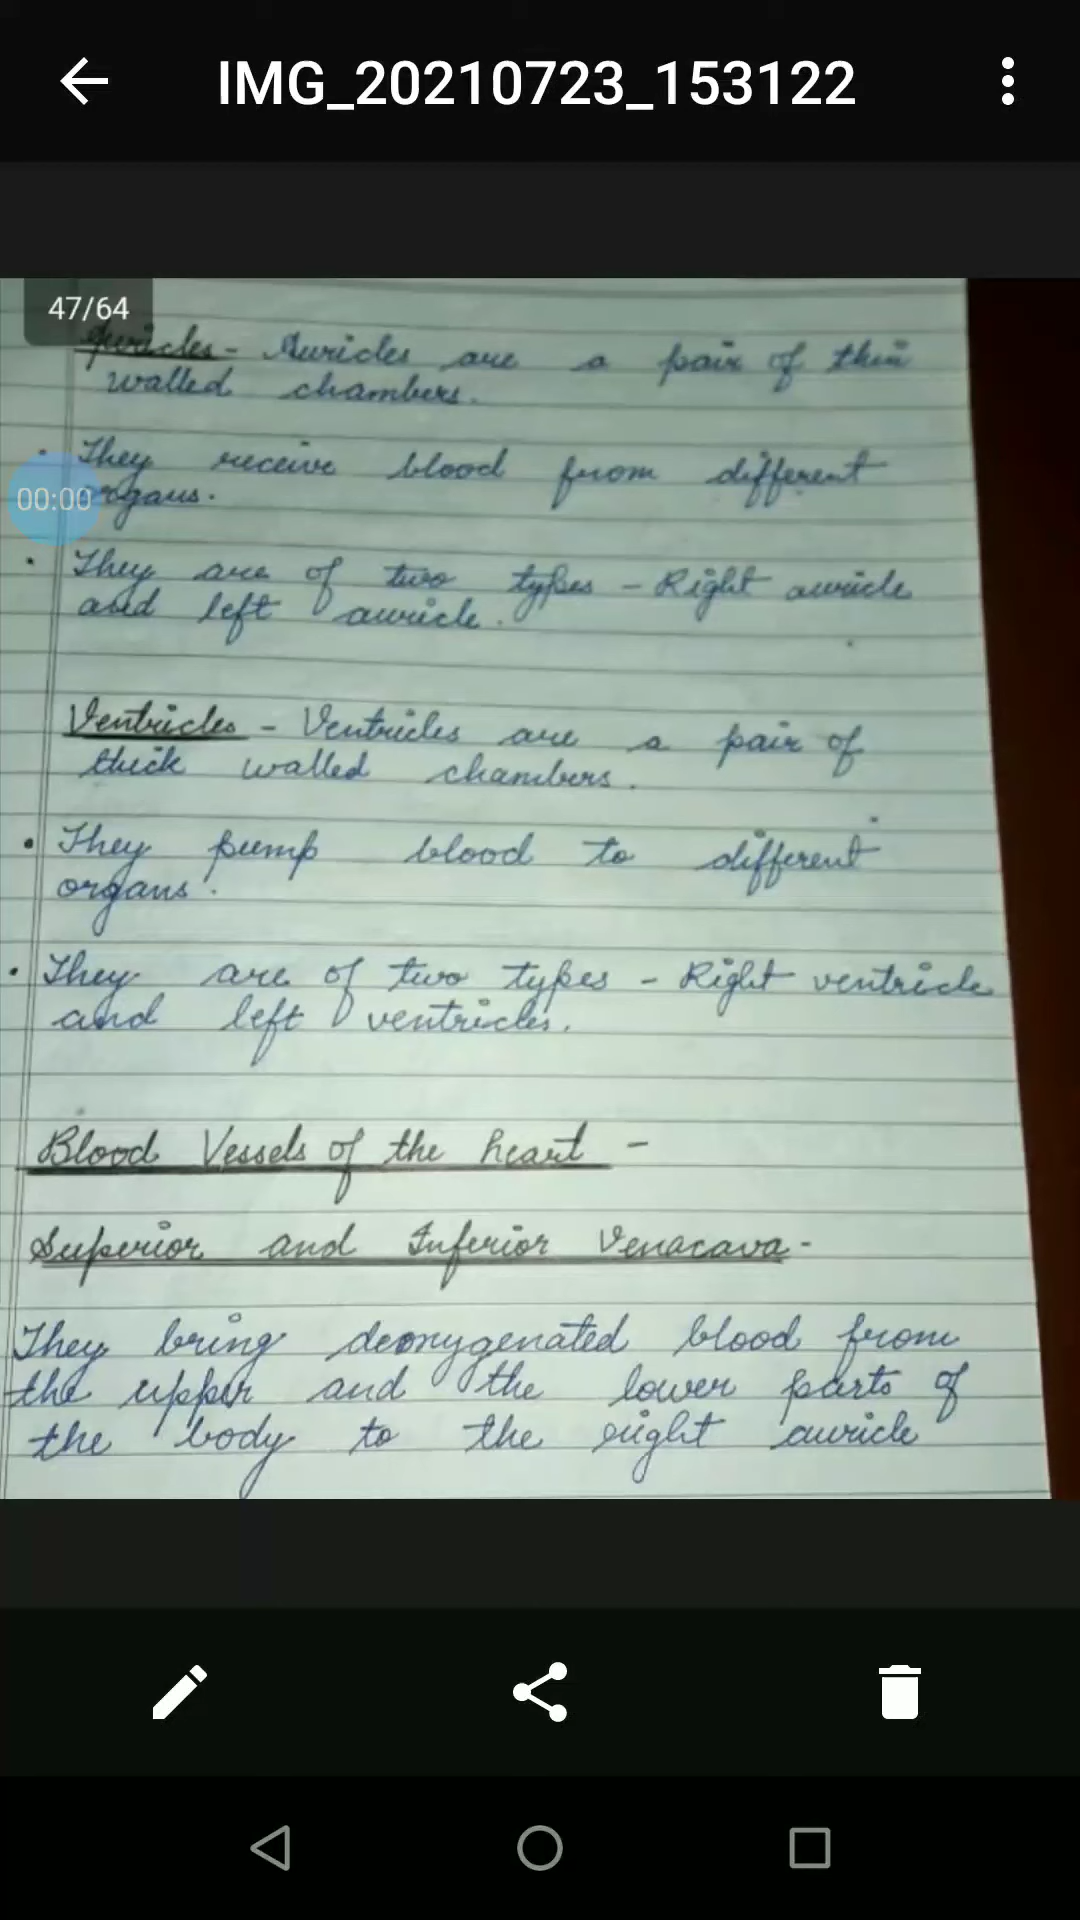 IMG_20210723_153122
47/64
Auricles - Auricles are a pair of thin
walled chambers.
• They receive blood from different
00:00 organs.
• They are of two types - Right auricle
and left auricle.
Ventricles - Ventricles are a pair of
thick walled chambers.
• They pump blood to different
organs.
• They are of two types - Right ventricle
and left ventricles.
Blood Vessels of the heart -
Superior and Inferior Venacava -
They bring deoxygenated blood from
the upper and the lower parts of
the body to the right auricle